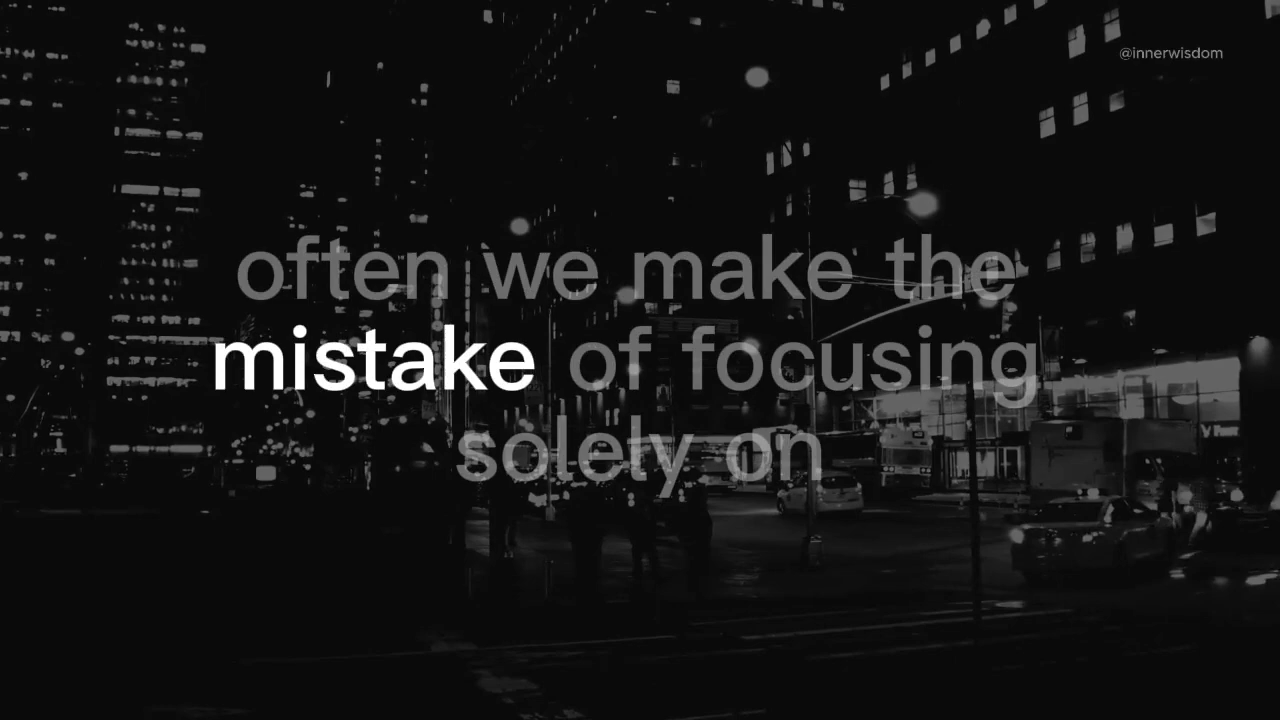 @innerwisdom
often we make the
mistake of focusing
solely on